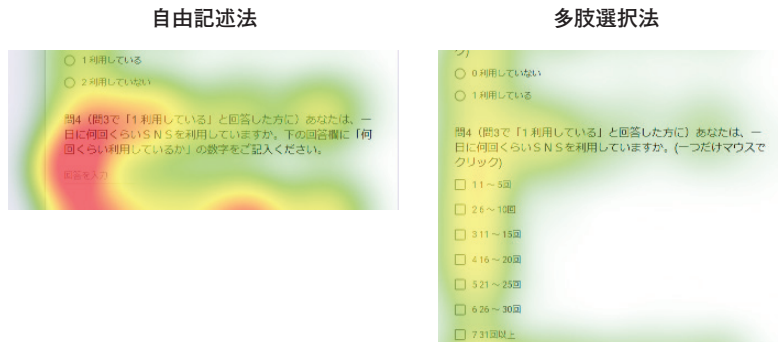 自由記述法
1 利用している
2 利用していない
問4（問3で「1 利用している」と回答した方に）あなたは、一
日に何回くらいＳＮＳを利用していますか。下の回答欄に「何
回くらい利用しているか」の数字をご記入ください。
回答を入力
多肢選択法
ク)
0 利用していない
1 利用している
問4（問3で「1 利用している」と回答した方に）あなたは、一
日に何回くらいＳＮＳを利用していますか。(一つだけマウスで
クリック)
1 1～ 5回
2 6～ 10回
3 11～ 15回
4 16～ 20回
5 21～ 25回
6 26～ 30回
7 31回以上